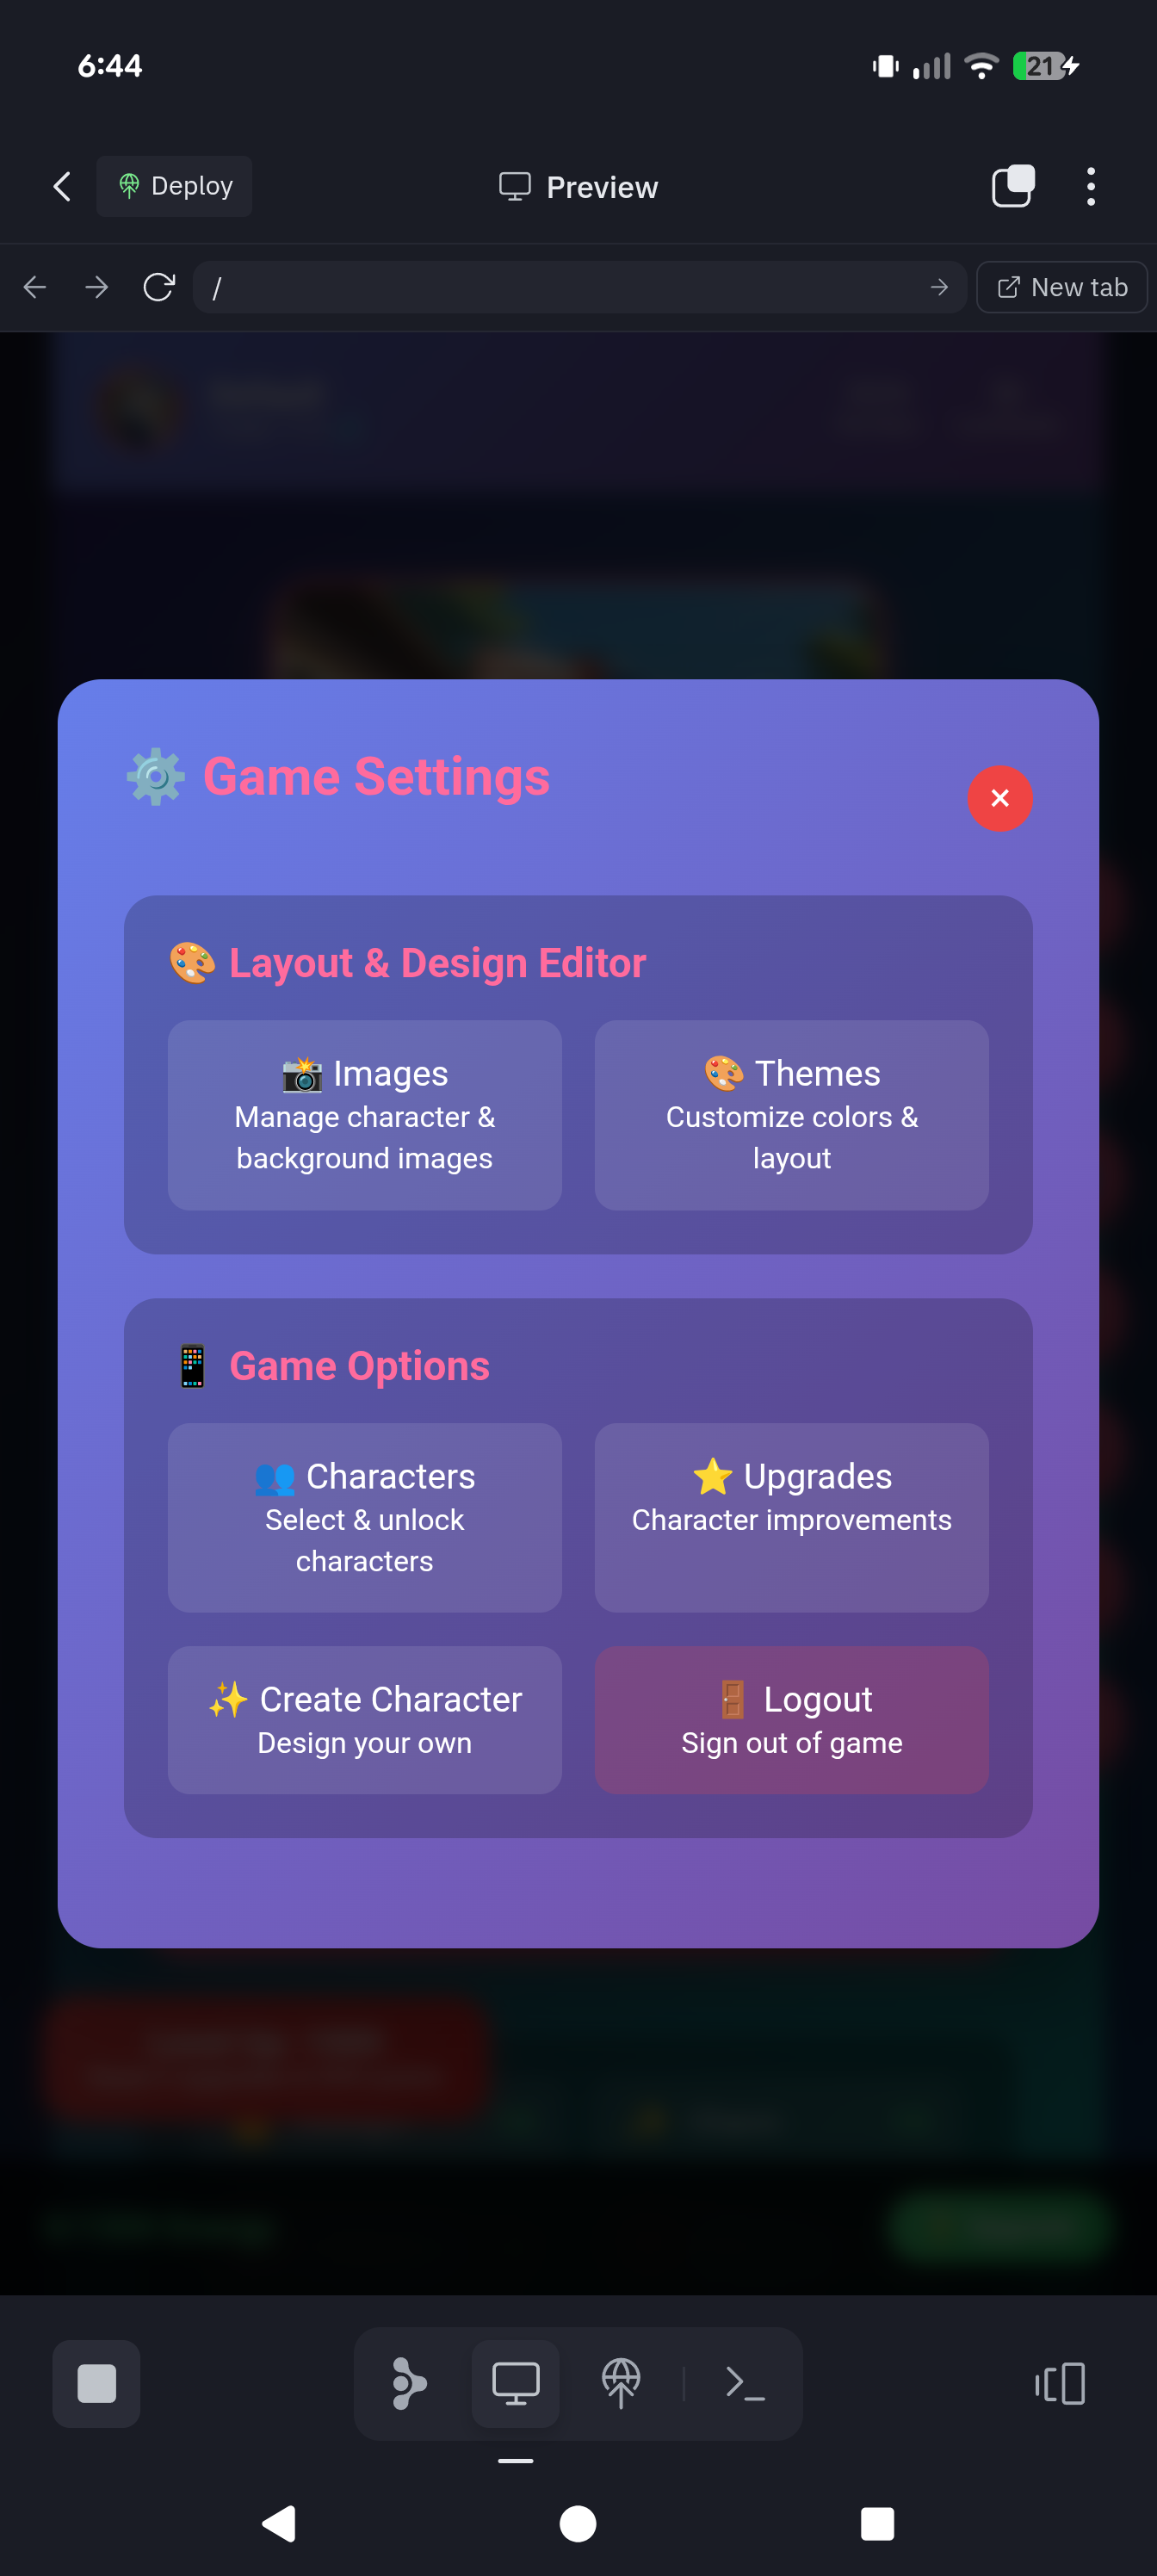 6:44
21
Deploy
Preview
/
New tab
⚙️ Game Settings
×
🎨 Layout & Design Editor
📸 Images
Manage character &
background images
🎨 Themes
Customize colors &
layout
📱 Game Options
👥 Characters
Select & unlock
characters
⭐ Upgrades
Character improvements
✨ Create Character
Design your own
🚪 Logout
Sign out of game